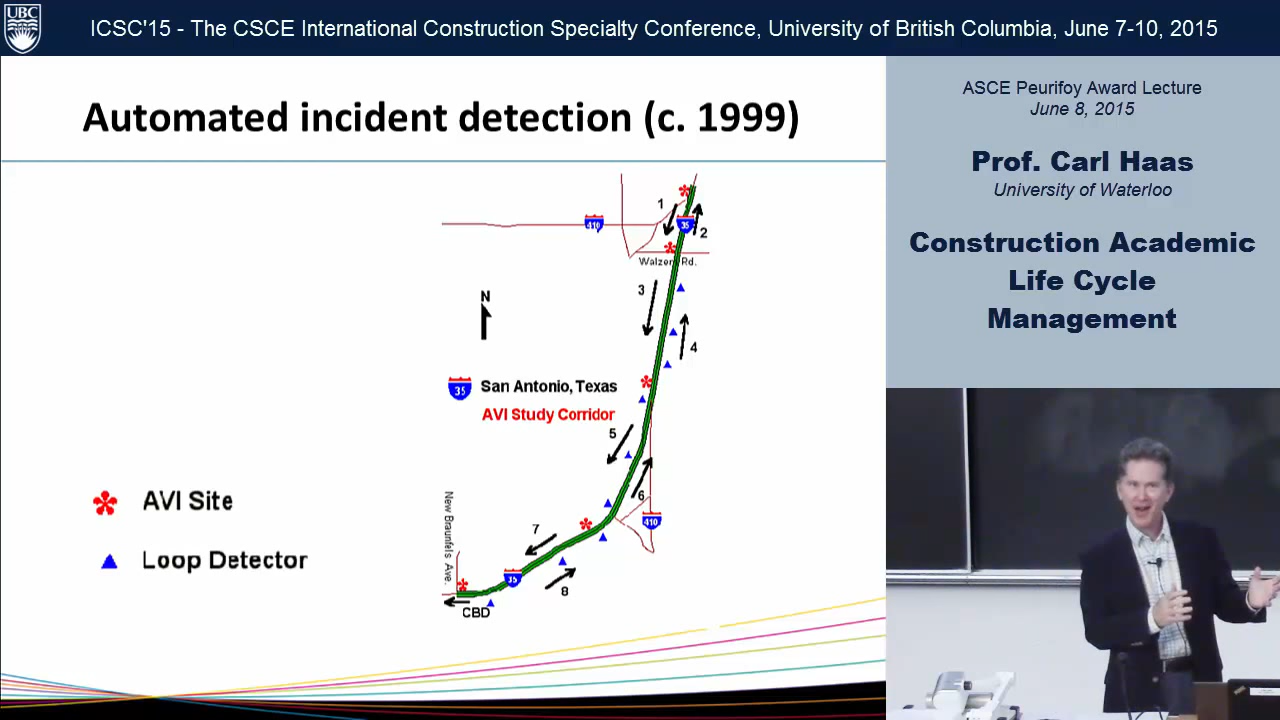 UBC
ICSC'15 - The CSCE International Construction Specialty Conference, University of British Columbia, June 7-10, 2015
Automated incident detection (c. 1999)
ASCE Peurifoy Award Lecture
June 8, 2015
Prof. Carl Haas
University of Waterloo
Construction Academic
Life Cycle
Management
1
410
35
2
Walzem Rd.
3
N
4
35
San Antonio, Texas
AVI Study Corridor
5
6
AVI Site
New Braunfels Ave.
410
7
Loop Detector
35
8
CBD